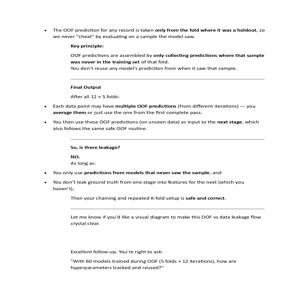 • The OOF prediction for any record is taken only from the fold where it was a holdout, so
we never "cheat" by evaluating on a sample the model saw.
Key principle:
OOF predictions are assembled by only collecting predictions where that sample
was never in the training set of that fold.
You don't reuse any model's prediction from when it saw that sample.
Final Output
After all 12 × 5 folds:
• Each data point may have multiple OOF predictions (from different iterations) — you
average them or just use the one from the first complete pass.
• You then use these OOF predictions (on unseen data) as input to the next stage, which
also follows the same safe OOF routine.
So, is there leakage?
NO.
As long as:
• You only use predictions from models that never saw the sample, and
• You don't leak ground truth from one stage into features for the next (which you
haven't),
Then your chaining and repeated K-fold setup is safe and correct.
Let me know if you'd like a visual diagram to make this OOF vs data leakage flow
crystal clear.
Excellent follow-up. You're right to ask:
"With 60 models trained during OOF (5 folds × 12 iterations), how are
hyperparameters tracked and reused?"